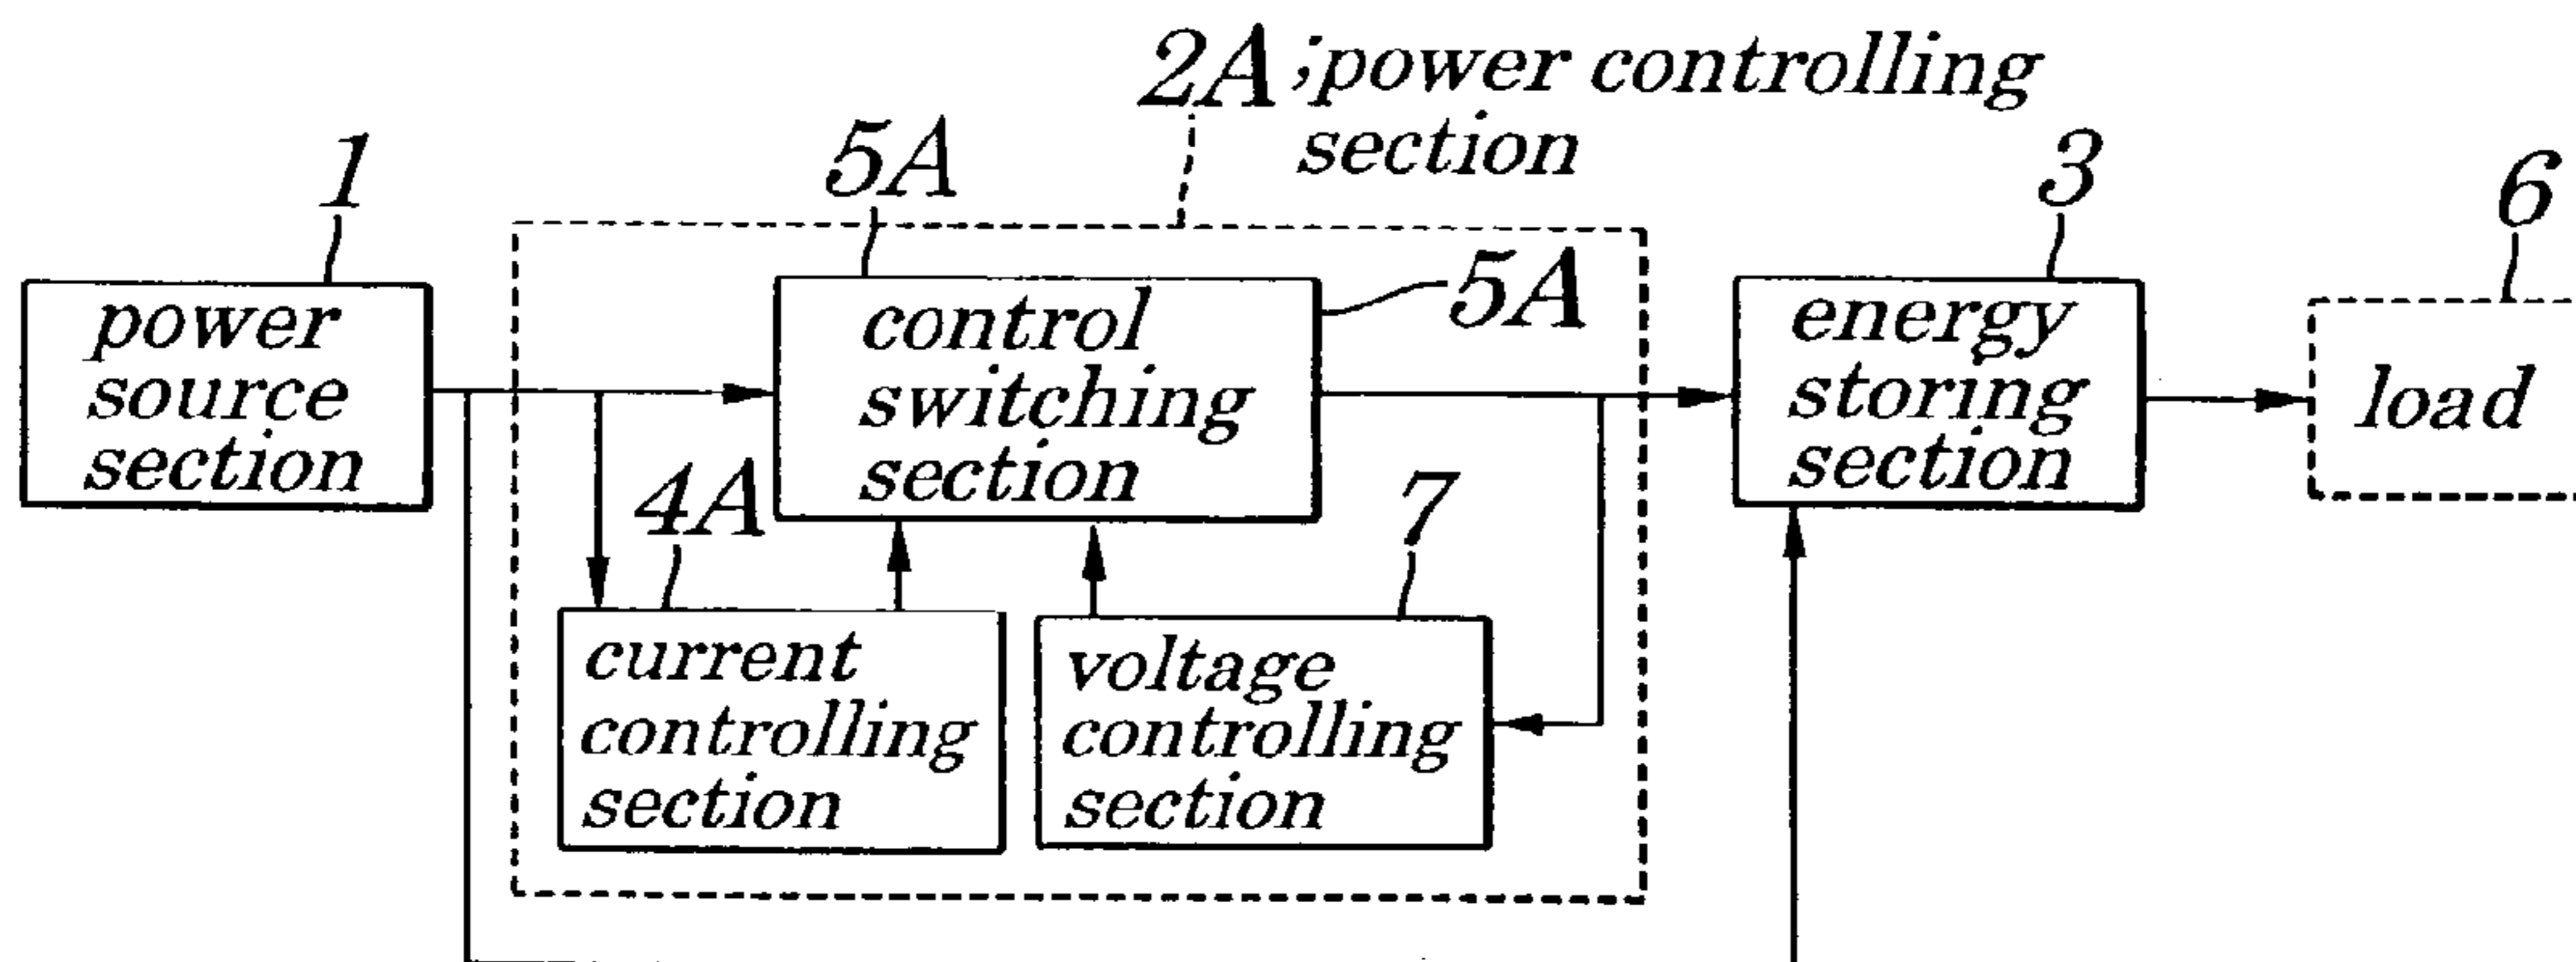 2A ;power controlling
section
1
5A
3
6
power
source
section
control
switching
section
5A
energy
storing
section
load
4A
7
current
controlling
section
voltage
controlling
section